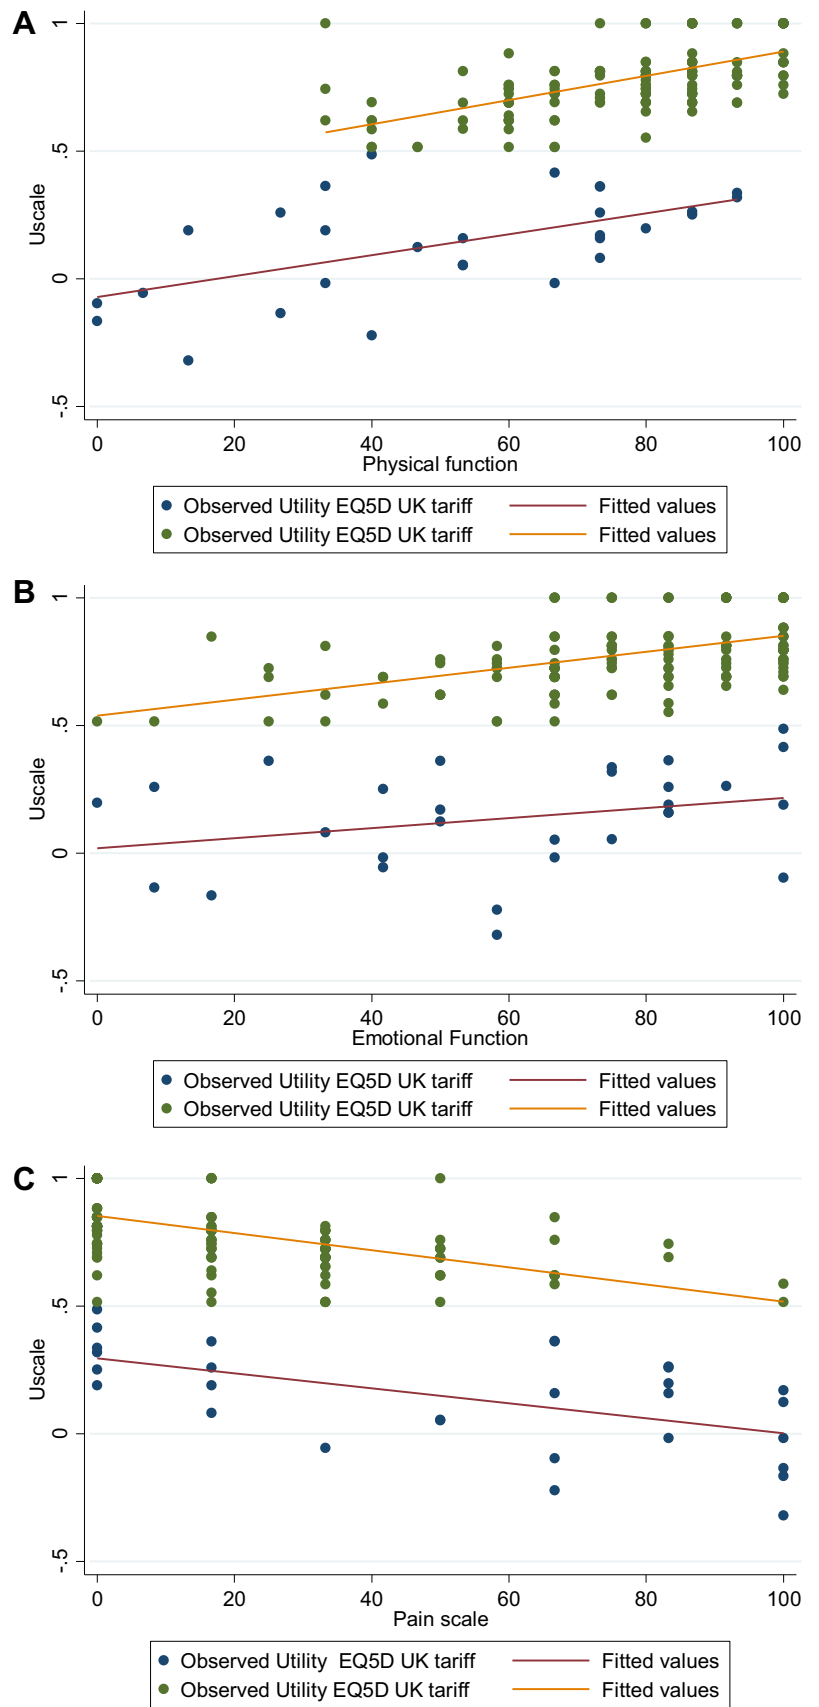 A
1
.5
0
-.5
Uscale
0 20 40 60 80 100
Physical function
Observed Utility EQ5D UK tariff Fitted values
Observed Utility EQ5D UK tariff Fitted values
B
1
.5
0
-.5
Uscale
0 20 40 60 80 100
Emotional Function
Observed Utility EQ5D UK tariff Fitted values
Observed Utility EQ5D UK tariff Fitted values
C
1
.5
0
-.5
Uscale
0 20 40 60 80 100
Pain scale
Observed Utility EQ5D UK tariff Fitted values
Observed Utility EQ5D UK tariff Fitted values